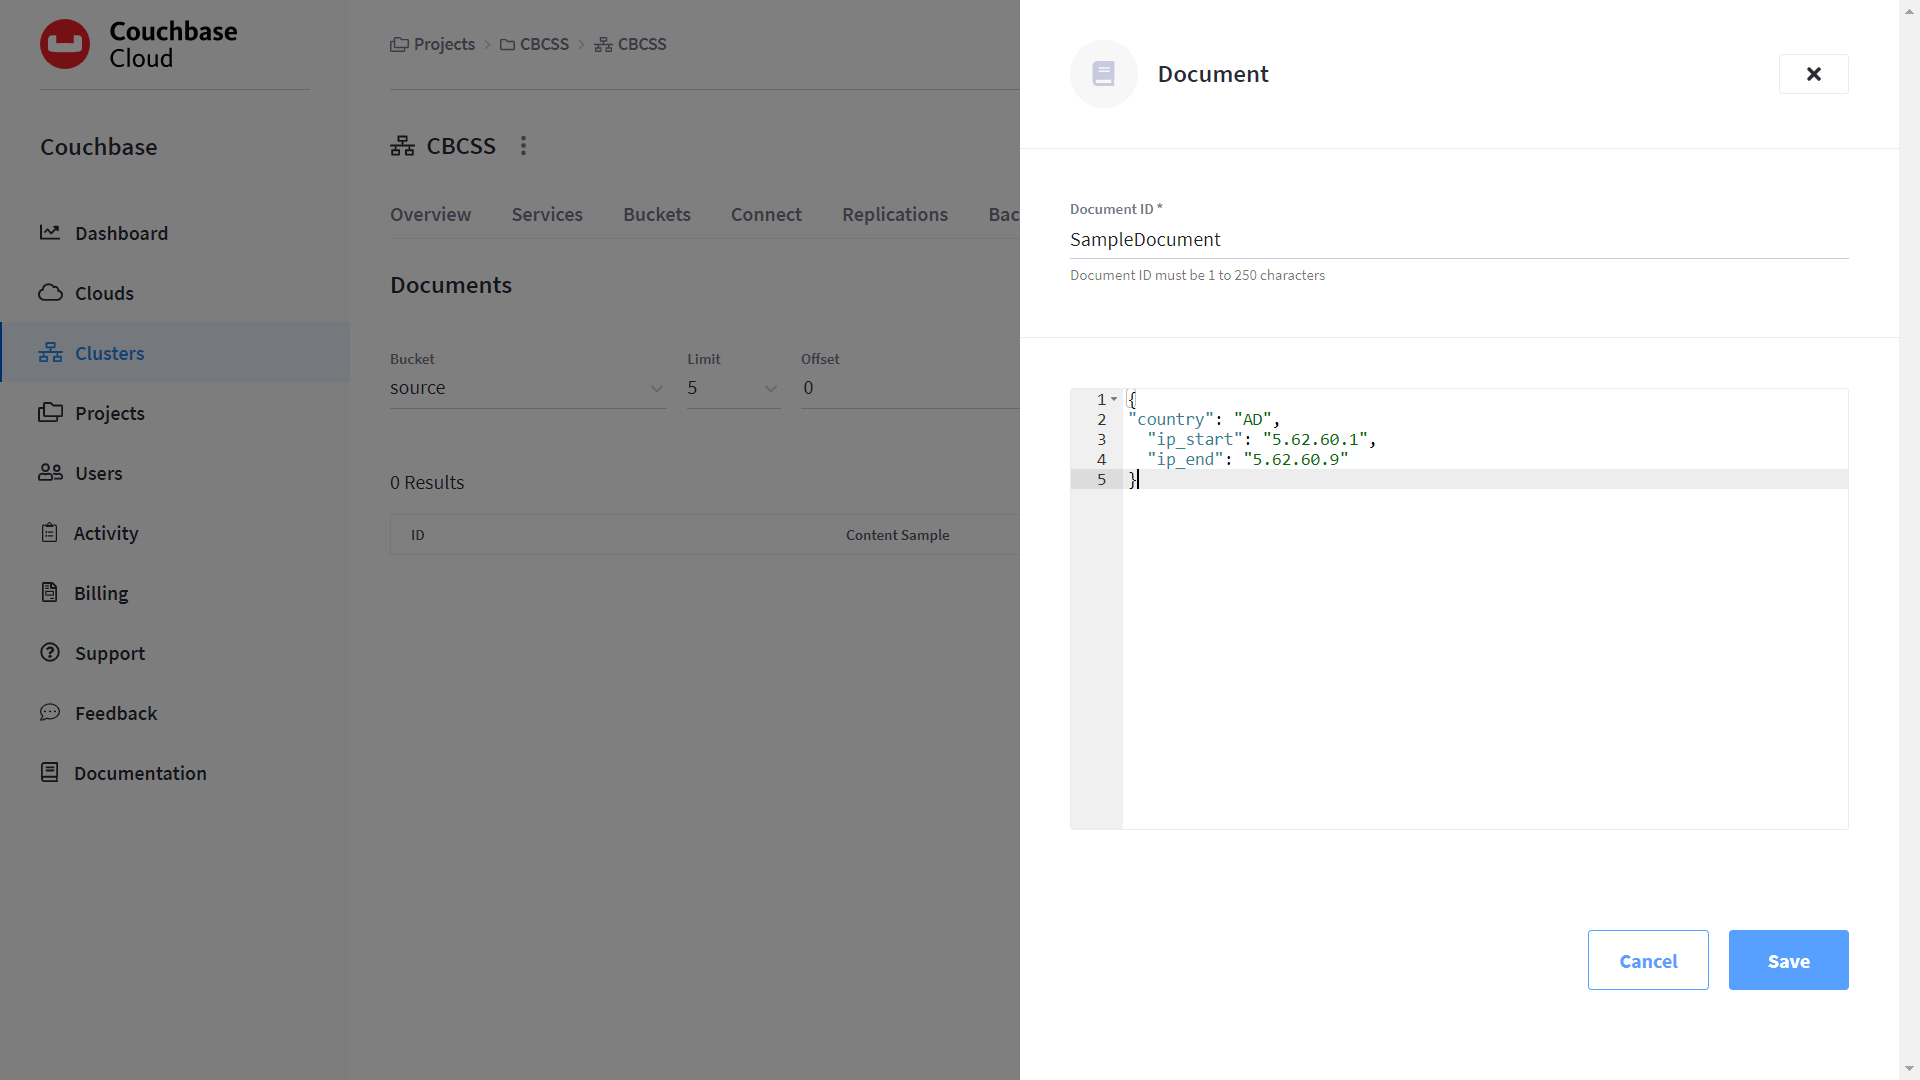 Couchbase
Cloud
Couchbase
Dashboard
Clouds
Clusters
Projects
Users
Activity
Billing
Support
Feedback
Documentation
Projects > CBCSS > CBCSS
CBCSS
Overview Services Buckets Connect Replications Bac
Documents
Bucket Limit Offset
source 5 0
0 Results
ID Content Sample
Document
Document ID *
SampleDocument
Document ID must be 1 to 250 characters
1 {
2 "country": "AD",
3 "ip_start": "5.62.60.1",
4 "ip_end": "5.62.60.9"
5 }
Cancel Save